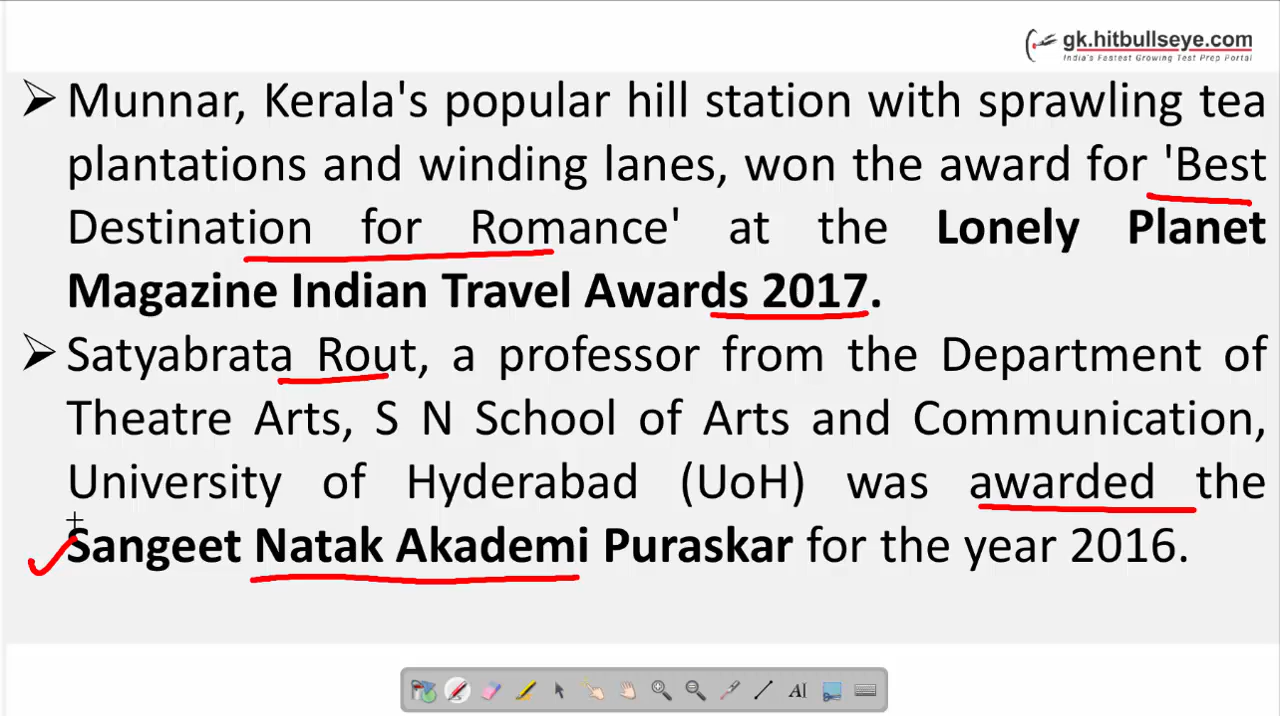 gk.hitbullseye.com
India's Fastest Growing Test Prep Portal
Munnar, Kerala's popular hill station with sprawling tea
plantations and winding lanes, won the award for 'Best
Destination for Romance' at the Lonely Planet
Magazine Indian Travel Awards 2017.
Satyabrata Rout, a professor from the Department of
Theatre Arts, S N School of Arts and Communication,
University of Hyderabad (UoH) was awarded the
Sangeet Natak Akademi Puraskar for the year 2016.
AI